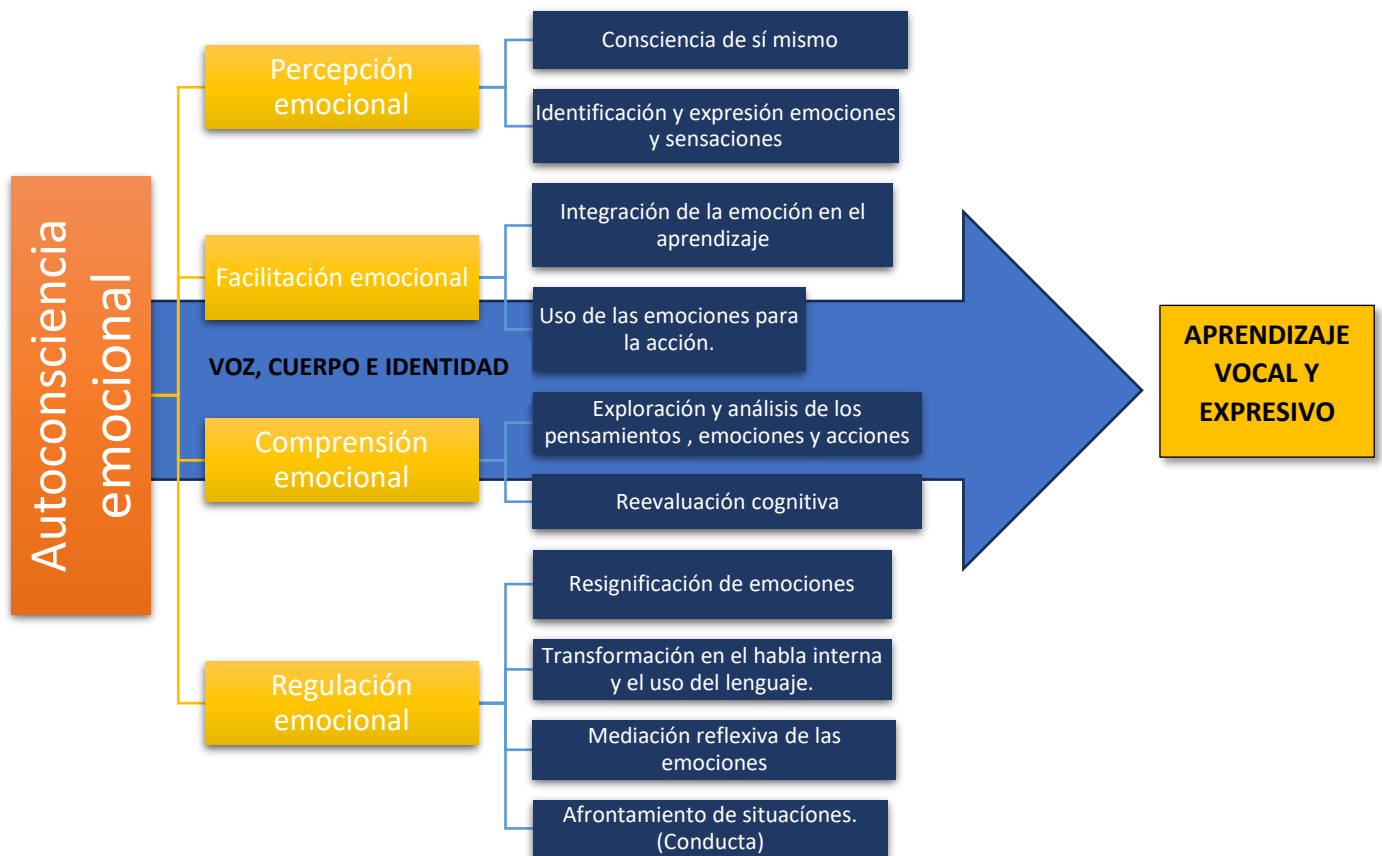 Autoconsciencia
emocional
Percepción
emocional
Consciencia de sí mismo
Identificación y expresión emociones
y sensaciones
Facilitación emocional
Integración de la emoción en el
aprendizaje
Uso de las emociones para
la acción.
VOZ, CUERPO E IDENTIDAD
Comprensión
emocional
Exploración y análisis de los
pensamientos , emociones y acciones
Reevaluación cognitiva
Regulación
emocional
Resignificación de emociones
Transformación en el habla interna
y el uso del lenguaje.
Mediación reflexiva de las
emociones
Afrontamiento de situacíones.
(Conducta)
APRENDIZAJE
VOCAL Y
EXPRESIVO